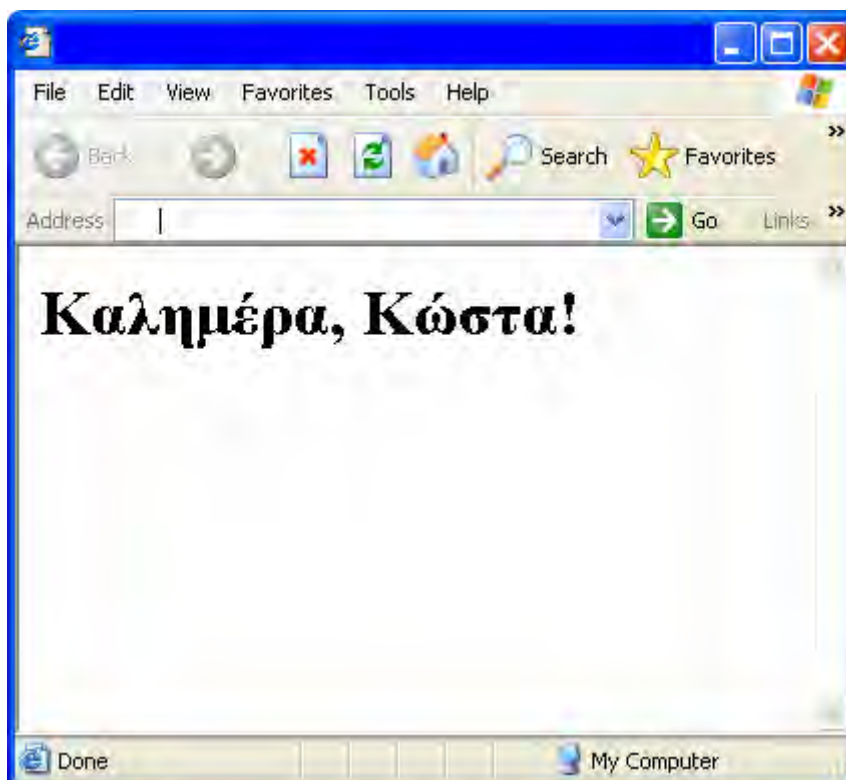 File Edit View Favorites Tools Help
Back Search Favorites »
Address Go Links »
Καλημέρα, Κώστα!
Done My Computer